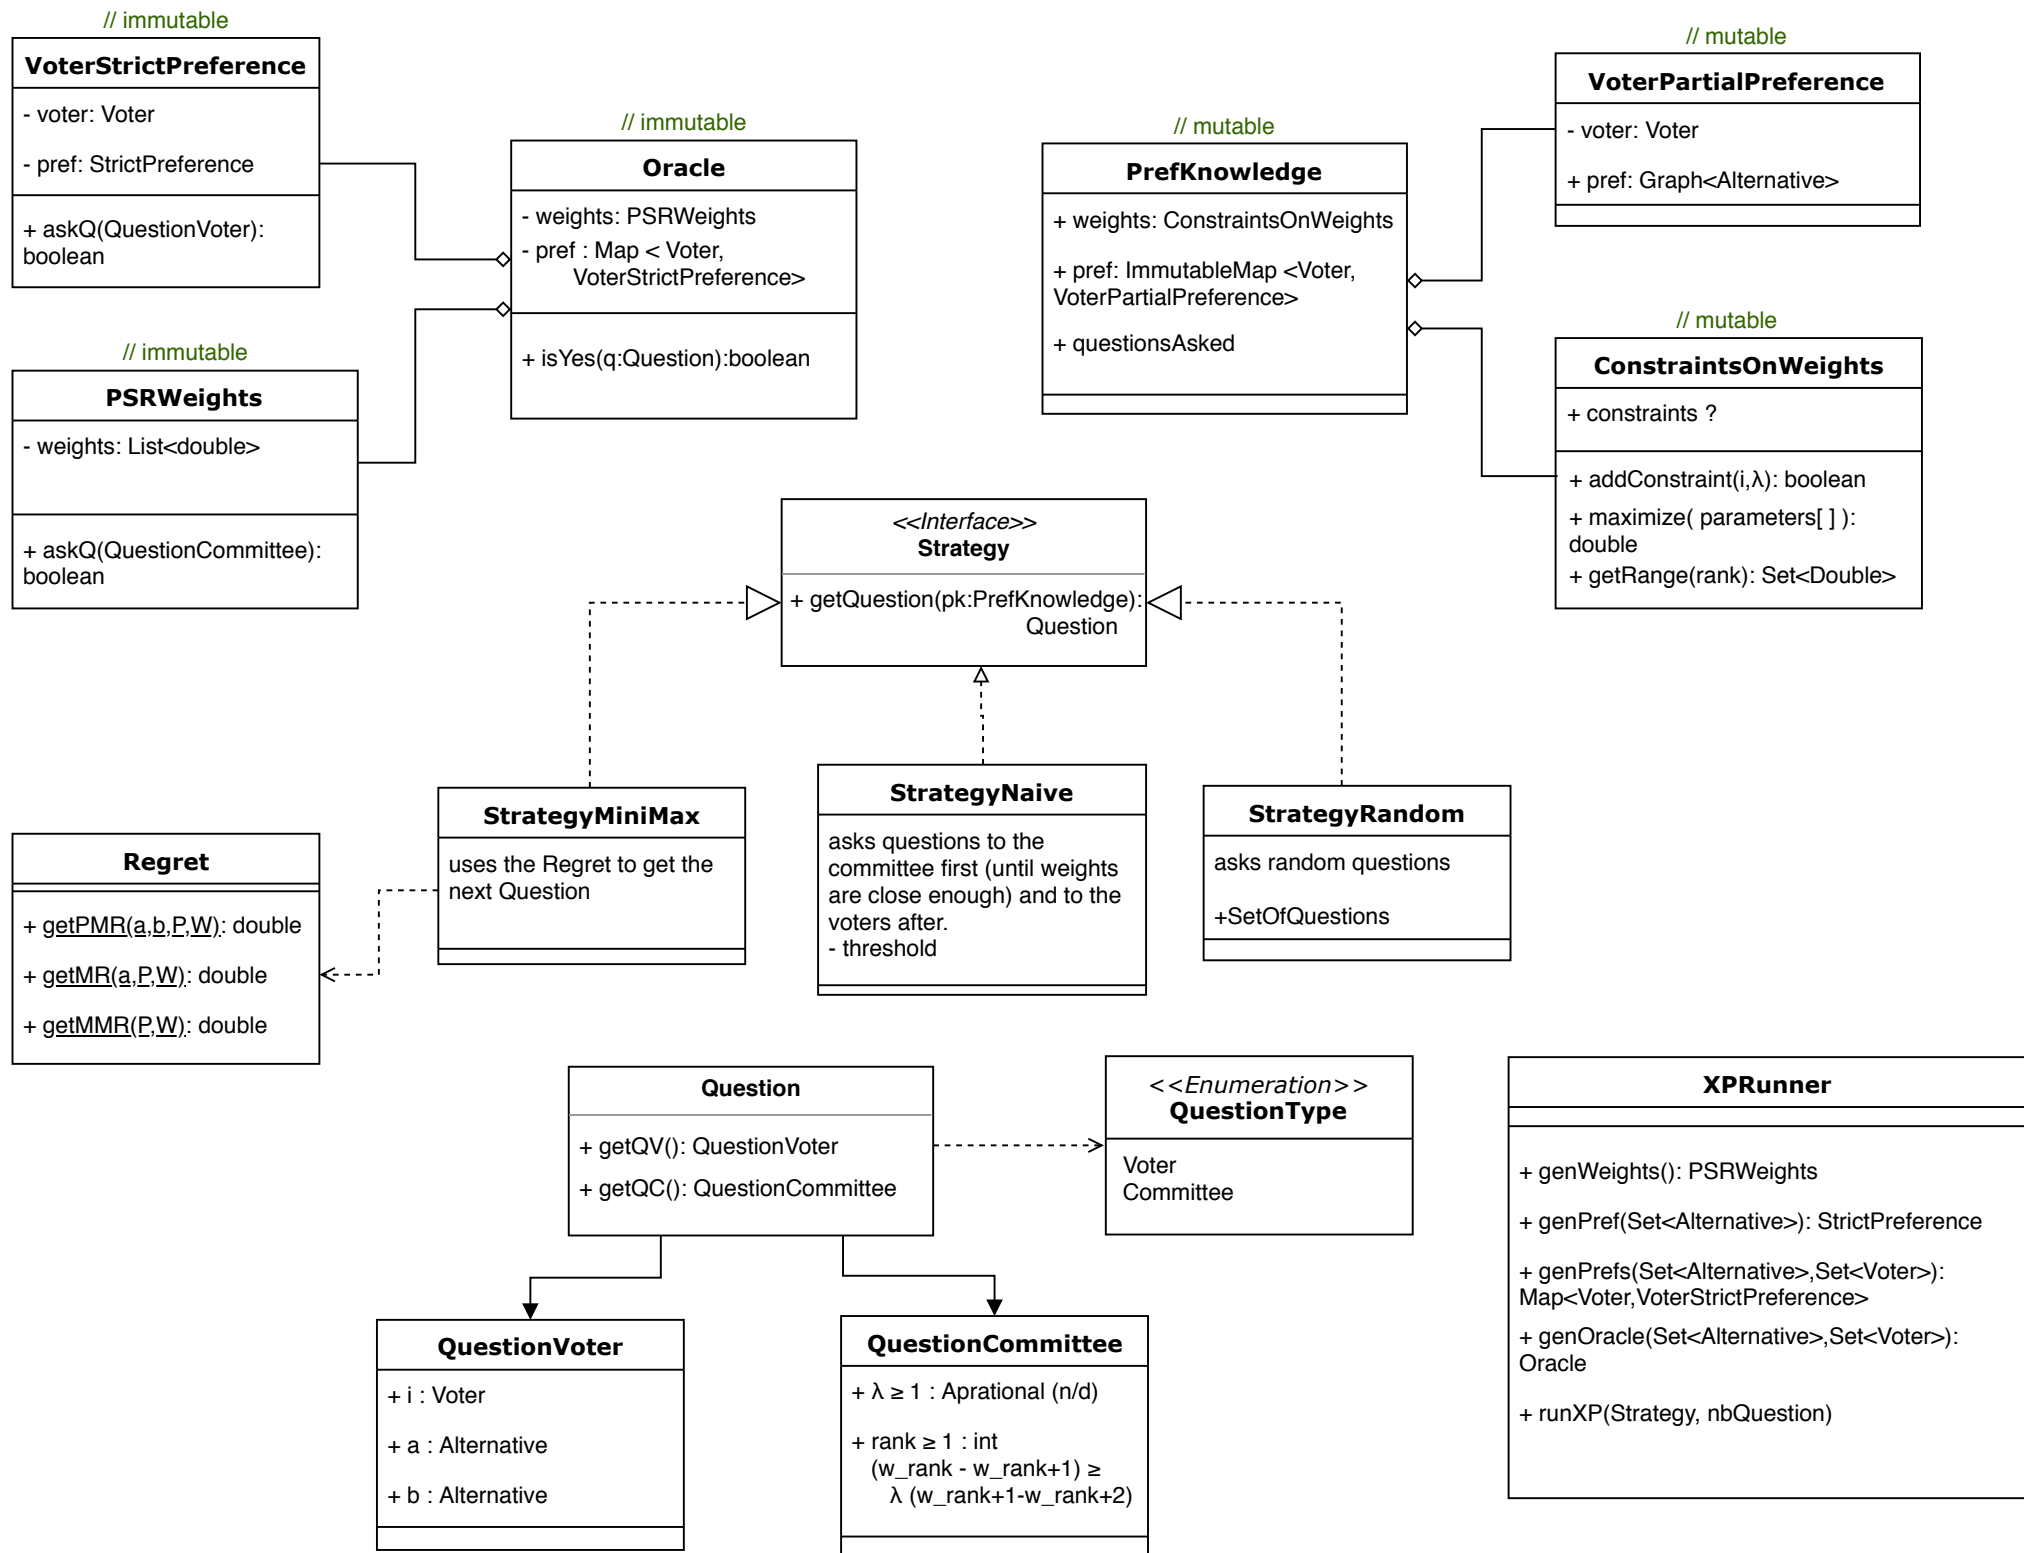 // immutable
VoterStrictPreference
- voter: Voter
- pref: StrictPreference
+ askQ(QuestionVoter):
boolean
// immutable
Oracle
- weights: PSRWeights
- pref : Map < Voter,
VoterStrictPreference>
+ isYes(q:Question):boolean
// immutable
PSRWeights
- weights: List<double>
+ askQ(QuestionCommittee):
boolean
// mutable
PrefKnowledge
+ weights: ConstraintsOnWeights
+ pref: ImmutableMap <Voter,
VoterPartialPreference>
+ questionsAsked
// mutable
VoterPartialPreference
- voter: Voter
+ pref: Graph<Alternative>
// mutable
ConstraintsOnWeights
+ constraints ?
+ addConstraint(i,λ): boolean
+ maximize( parameters[ ] ):
double
+ getRange(rank): Set<Double>
<<Interface>>
Strategy
+ getQuestion(pk:PrefKnowledge):
Question
StrategyMiniMax
uses the Regret to get the
next Question
StrategyNaive
asks questions to the
committee first (until weights
are close enough) and to the
voters after.
- threshold
StrategyRandom
asks random questions
+SetOfQuestions
Regret
+ getPMR(a,b,P,W): double
+ getMR(a,P,W): double
+ getMMR(P,W): double
Question
+ getQV(): QuestionVoter
+ getQC(): QuestionCommittee
<<Enumeration>>
QuestionType
Voter
Committee
QuestionVoter
+ i : Voter
+ a : Alternative
+ b : Alternative
QuestionCommittee
+ λ ≥ 1 : Aprational (n/d)
+ rank ≥ 1 : int
(w_rank - w_rank+1) ≥
λ (w_rank+1-w_rank+2)
XPRunner
+ genWeights(): PSRWeights
+ genPref(Set<Alternative>): StrictPreference
+ genPrefs(Set<Alternative>,Set<Voter>):
Map<Voter,VoterStrictPreference>
+ genOracle(Set<Alternative>,Set<Voter>):
Oracle
+ runXP(Strategy, nbQuestion)